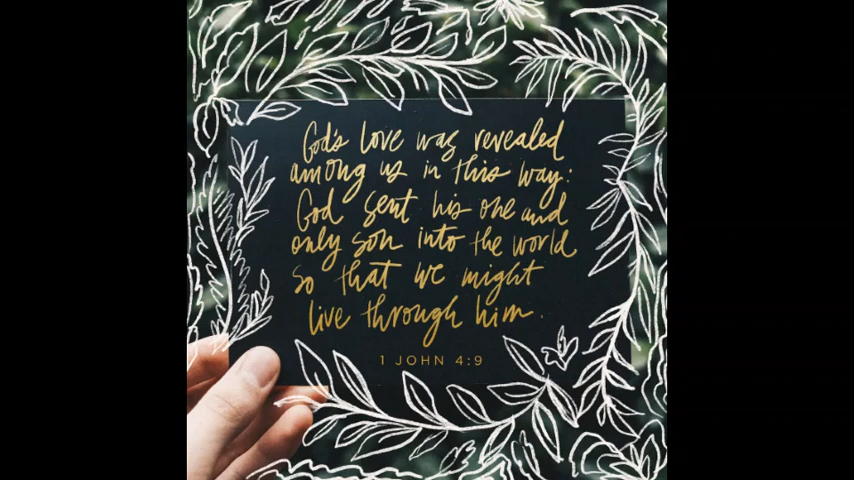 God's love was revealed
among us in this way:
God sent his one and
only son into the world
so that we might
live through him.
1 JOHN 4:9